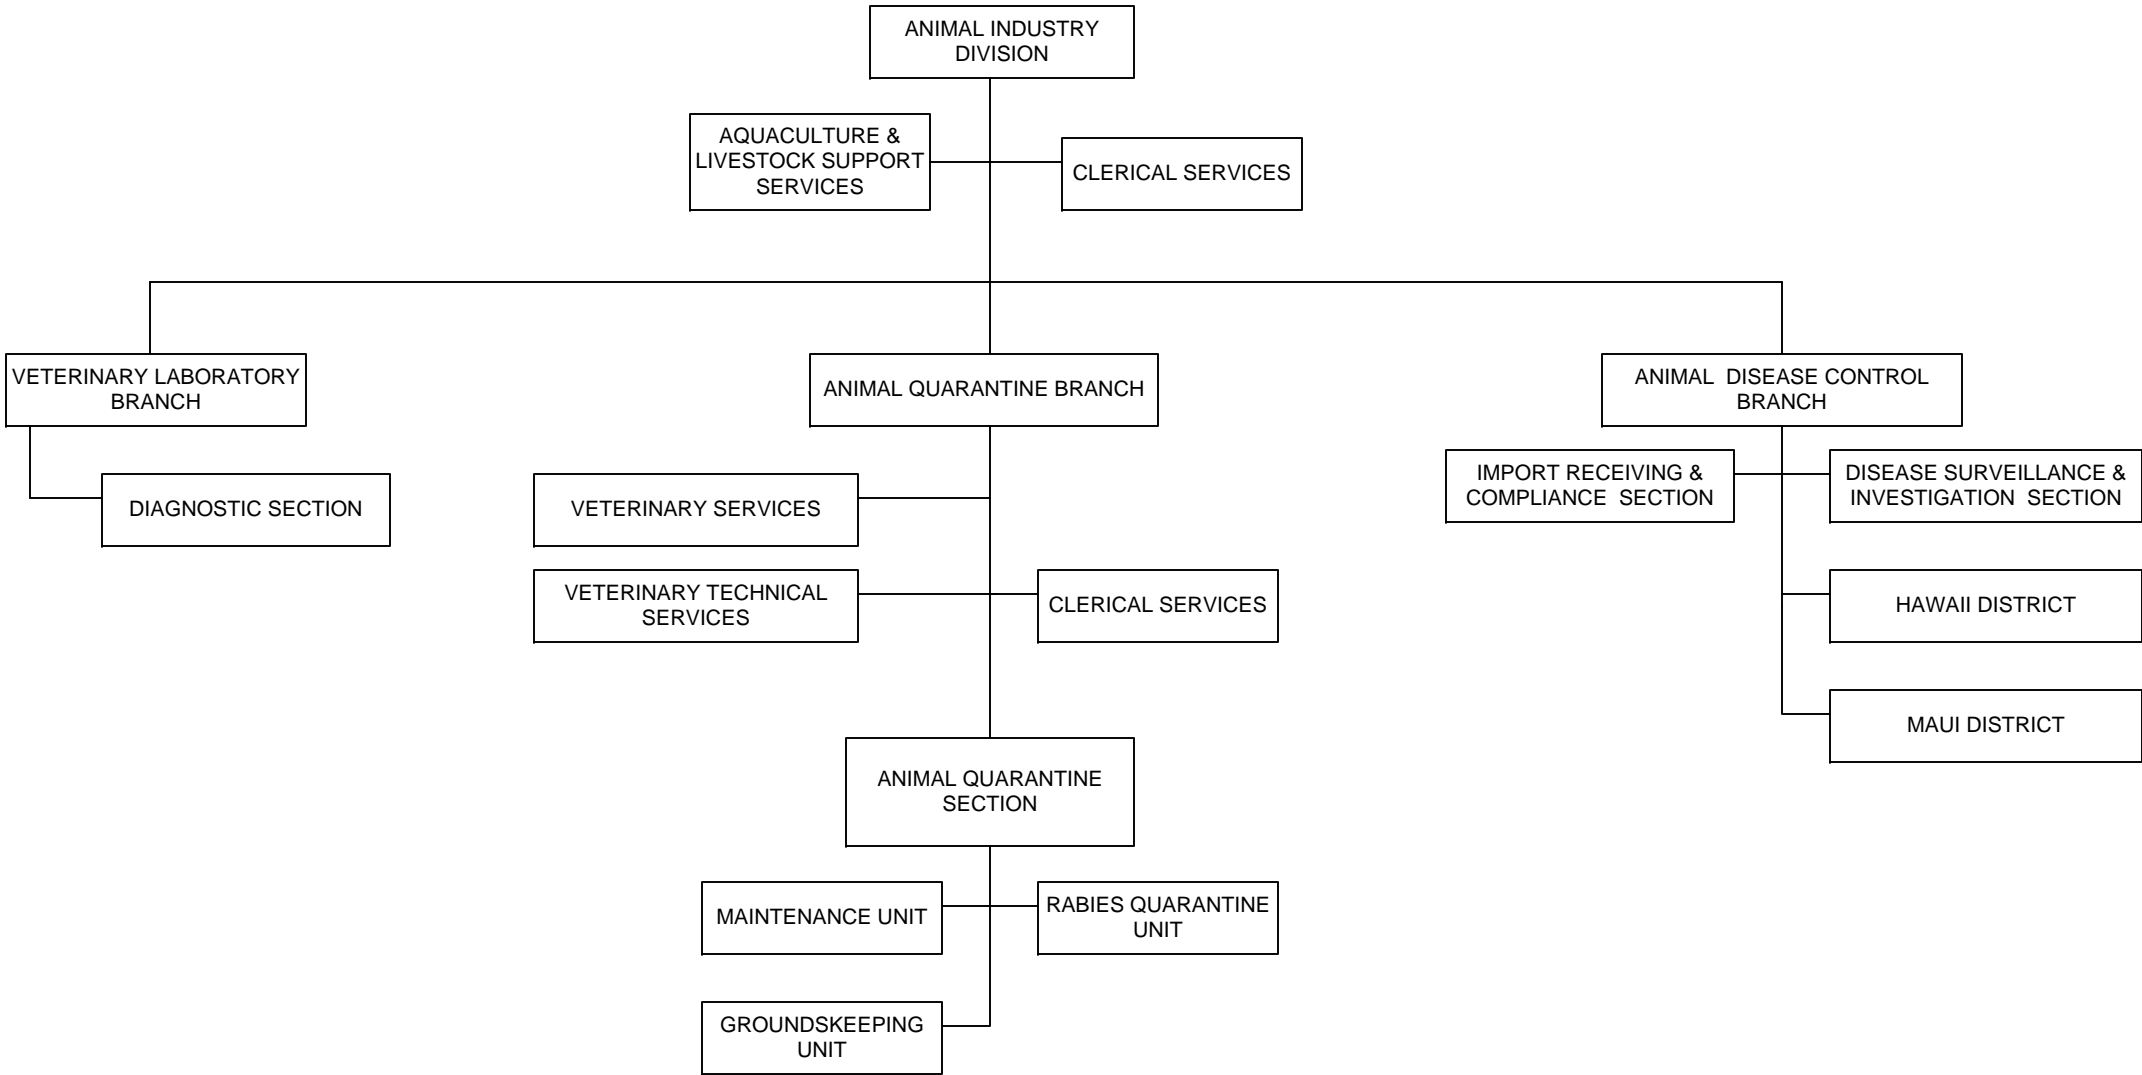 ANIMAL INDUSTRY
DIVISION
AQUACULTURE &
LIVESTOCK SUPPORT
SERVICES
CLERICAL SERVICES
VETERINARY LABORATORY
BRANCH
ANIMAL QUARANTINE BRANCH
ANIMAL DISEASE CONTROL
BRANCH
DIAGNOSTIC SECTION
VETERINARY SERVICES
IMPORT RECEIVING &
COMPLIANCE SECTION
DISEASE SURVEILLANCE &
INVESTIGATION SECTION
VETERINARY TECHNICAL
SERVICES
CLERICAL SERVICES
HAWAII DISTRICT
MAUI DISTRICT
ANIMAL QUARANTINE
SECTION
MAINTENANCE UNIT
RABIES QUARANTINE
UNIT
GROUNDSKEEPING
UNIT